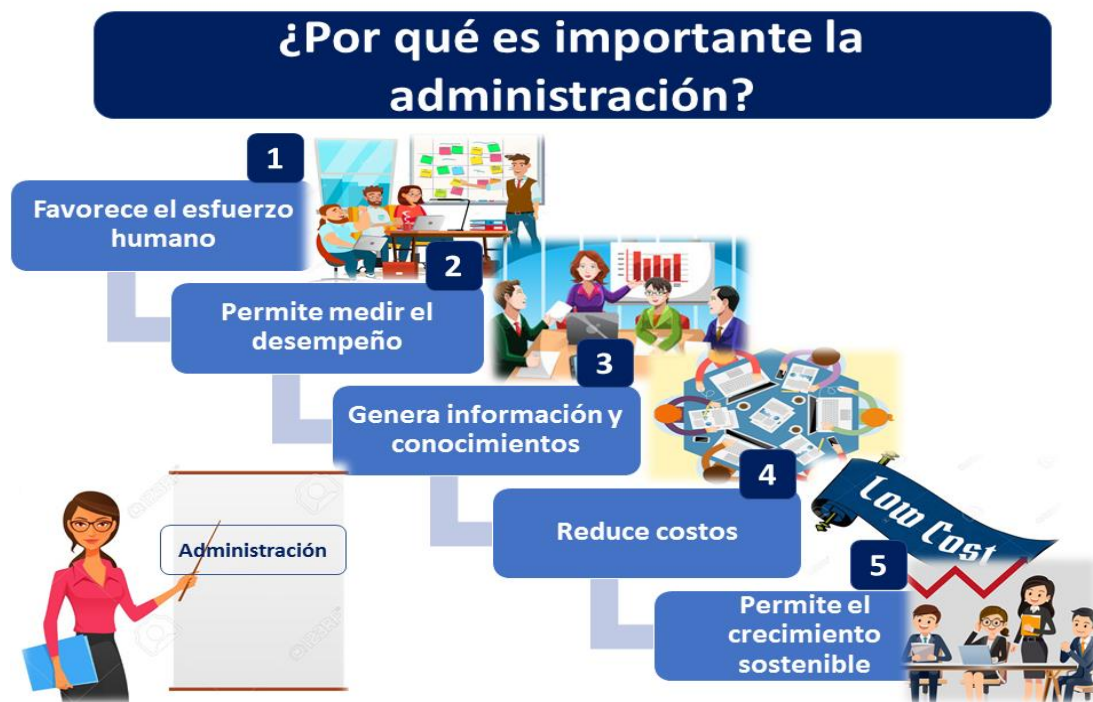 ¿Por qué es importante la
administración?
1
Favorece el esfuerzo
humano
2
Permite medir el
desempeño
3
Genera información y
conocimientos
4
Reduce costos
Low Cost
5
Permite el
crecimiento
sostenible
Administración